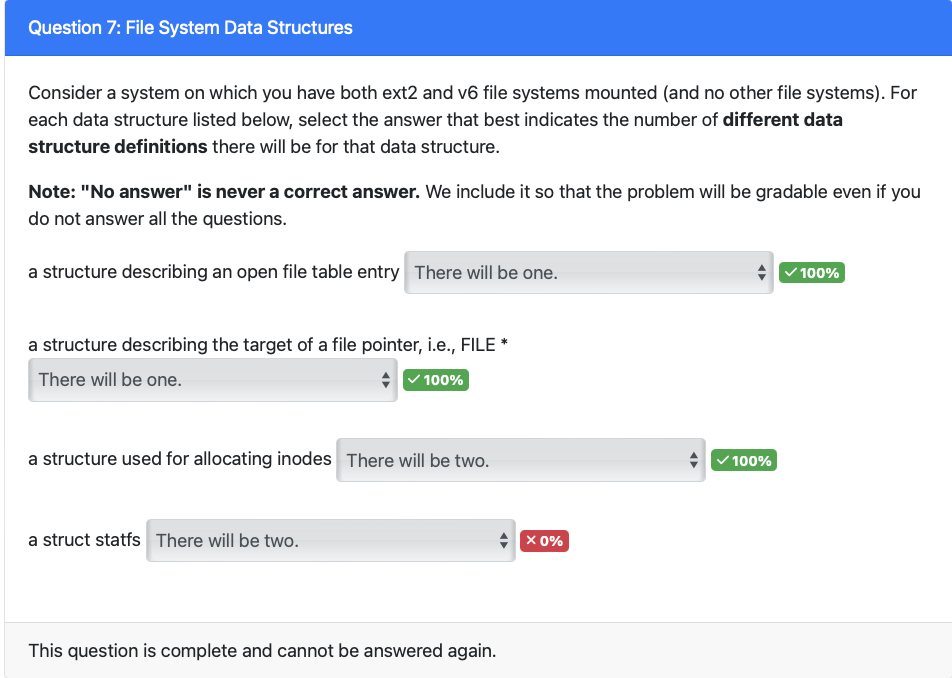 Question 7: File System Data Structures
Consider a system on which you have both ext2 and v6 file systems mounted (and no other file systems). For
each data structure listed below, select the answer that best indicates the number of different data
structure definitions there will be for that data structure.
Note: "No answer" is never a correct answer. We include it so that the problem will be gradable even if you
do not answer all the questions.
a structure describing an open file table entry There will be one. ✓100%
a structure describing the target of a file pointer, i.e., FILE *
There will be one. ✓100%
a structure used for allocating inodes There will be two. ✓100%
a struct statfs There will be two. ✕0%
This question is complete and cannot be answered again.